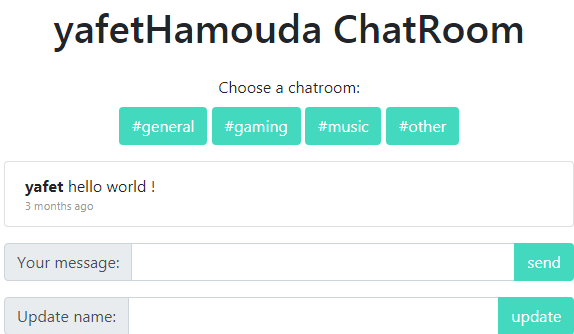 yafetHamouda ChatRoom
Choose a chatroom:
#general #gaming #music #other
yafet hello world !
3 months ago
Your message: send
Update name: update